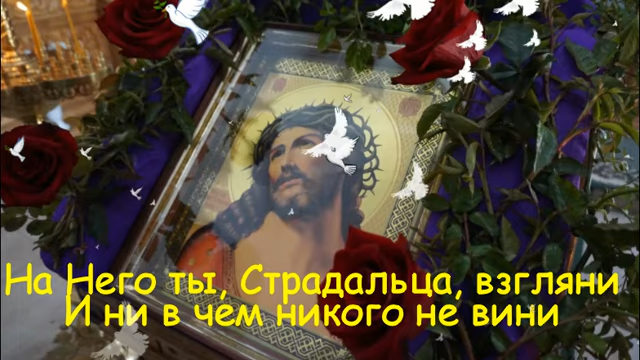 На Него ты, Страдальца, взгляни
И ни в чем никого не вини